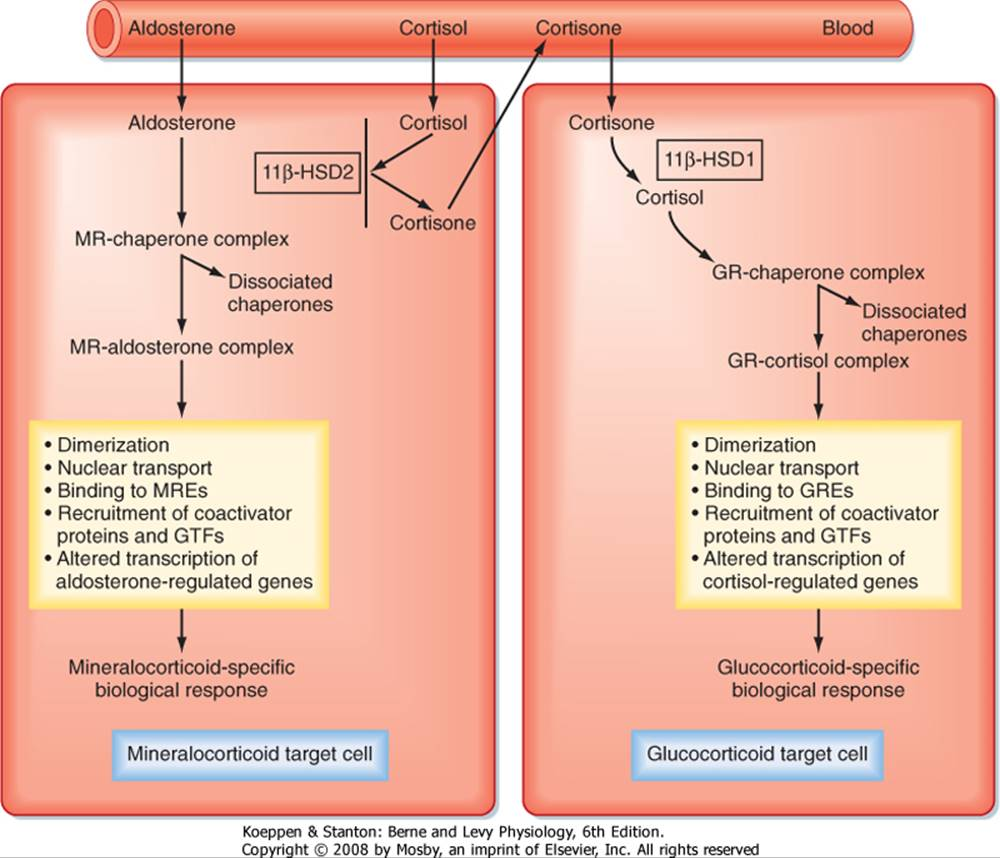 Aldosterone
Cortisol
Cortisone
Blood
Aldosterone
Cortisol
11β-HSD2
Cortisone
MR-chaperone complex
Dissociated
chaperones
MR-aldosterone complex
• Dimerization
• Nuclear transport
• Binding to MREs
• Recruitment of coactivator
proteins and GTFs
• Altered transcription of
aldosterone-regulated genes
Mineralocorticoid-specific
biological response
Mineralocorticoid target cell
Cortisone
11β-HSD1
Cortisol
GR-chaperone complex
Dissociated
chaperones
GR-cortisol complex
• Dimerization
• Nuclear transport
• Binding to GREs
• Recruitment of coactivator
proteins and GTFs
• Altered transcription of
cortisol-regulated genes
Glucocorticoid-specific
biological response
Glucocorticoid target cell
Koeppen & Stanton: Berne and Levy Physiology, 6th Edition.
Copyright © 2008 by Mosby, an imprint of Elsevier, Inc. All rights reserved